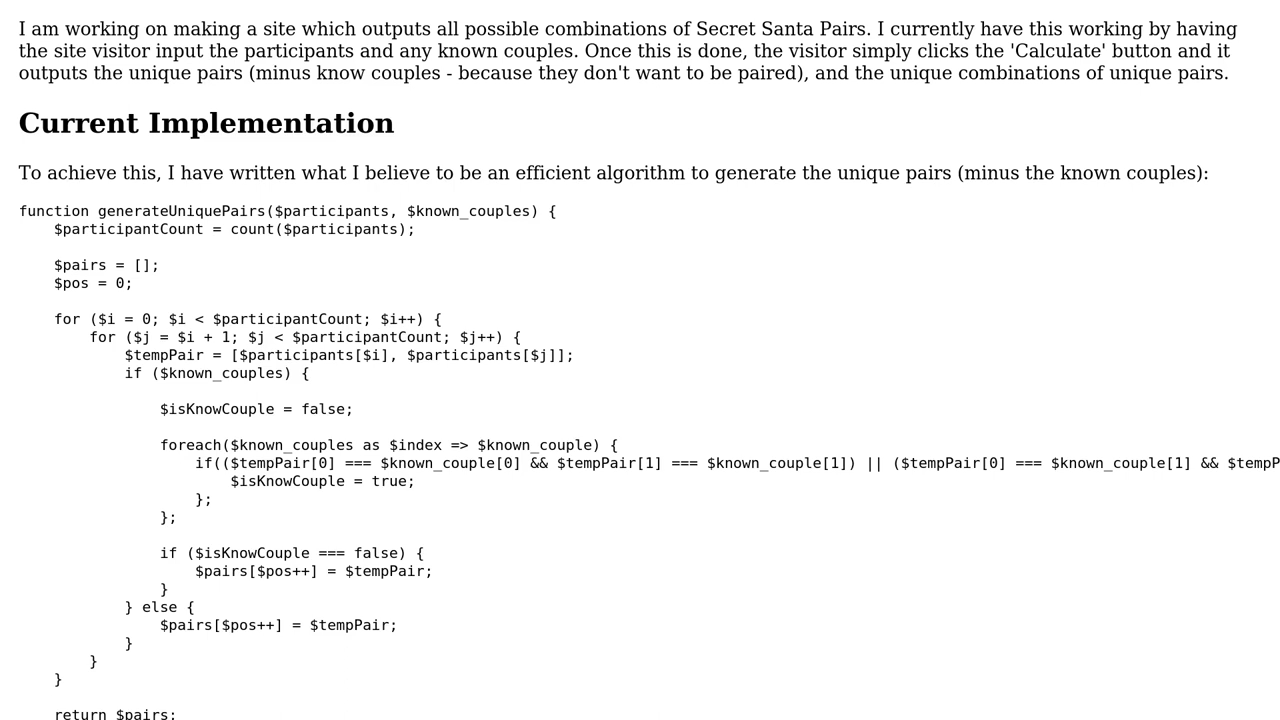 I am working on making a site which outputs all possible combinations of Secret Santa Pairs. I currently have this working by having
the site visitor input the participants and any known couples. Once this is done, the visitor simply clicks the 'Calculate' button and it
outputs the unique pairs (minus know couples - because they don't want to be paired), and the unique combinations of unique pairs.
Current Implementation
To achieve this, I have written what I believe to be an efficient algorithm to generate the unique pairs (minus the known couples):
function generateUniquePairs($participants, $known_couples) {
    $participantCount = count($participants);

    $pairs = [];
    $pos = 0;

    for ($i = 0; $i < $participantCount; $i++) {
        for ($j = $i + 1; $j < $participantCount; $j++) {
            $tempPair = [$participants[$i], $participants[$j]];
            if ($known_couples) {

                $isKnowCouple = false;

                foreach($known_couples as $index => $known_couple) {
                    if(($tempPair[0] === $known_couple[0] && $tempPair[1] === $known_couple[1]) || ($tempPair[0] === $known_couple[1] && $tempP
                        $isKnowCouple = true;
                    };
                };

                if ($isKnowCouple === false) {
                    $pairs[$pos++] = $tempPair;
                }
            } else {
                $pairs[$pos++] = $tempPair;
            }
        }
    }

    return $pairs;